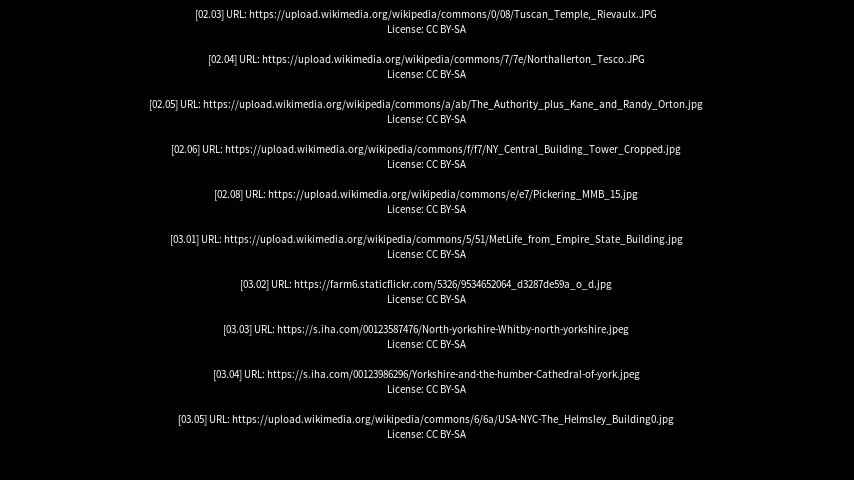 [02.03] URL: https://upload.wikimedia.org/wikipedia/commons/0/08/Tuscan_Temple,_Rievaulx.JPG
License: CC BY-SA
[02.04] URL: https://upload.wikimedia.org/wikipedia/commons/7/7e/Northallerton_Tesco.JPG
License: CC BY-SA
[02.05] URL: https://upload.wikimedia.org/wikipedia/commons/a/ab/The_Authority_plus_Kane_and_Randy_Orton.jpg
License: CC BY-SA
[02.06] URL: https://upload.wikimedia.org/wikipedia/commons/f/f7/NY_Central_Building_Tower_Cropped.jpg
License: CC BY-SA
[02.08] URL: https://upload.wikimedia.org/wikipedia/commons/e/e7/Pickering_MMB_15.jpg
License: CC BY-SA
[03.01] URL: https://upload.wikimedia.org/wikipedia/commons/5/51/MetLife_from_Empire_State_Building.jpg
License: CC BY-SA
[03.02] URL: https://farm6.staticflickr.com/5326/9534652064_d3287de59a_o_d.jpg
License: CC BY-SA
[03.03] URL: https://s.iha.com/00123587476/North-yorkshire-Whitby-north-yorkshire.jpeg
License: CC BY-SA
[03.04] URL: https://s.iha.com/00123986296/Yorkshire-and-the-humber-Cathedral-of-york.jpeg
License: CC BY-SA
[03.05] URL: https://upload.wikimedia.org/wikipedia/commons/6/6a/USA-NYC-The_Helmsley_Building0.jpg
License: CC BY-SA